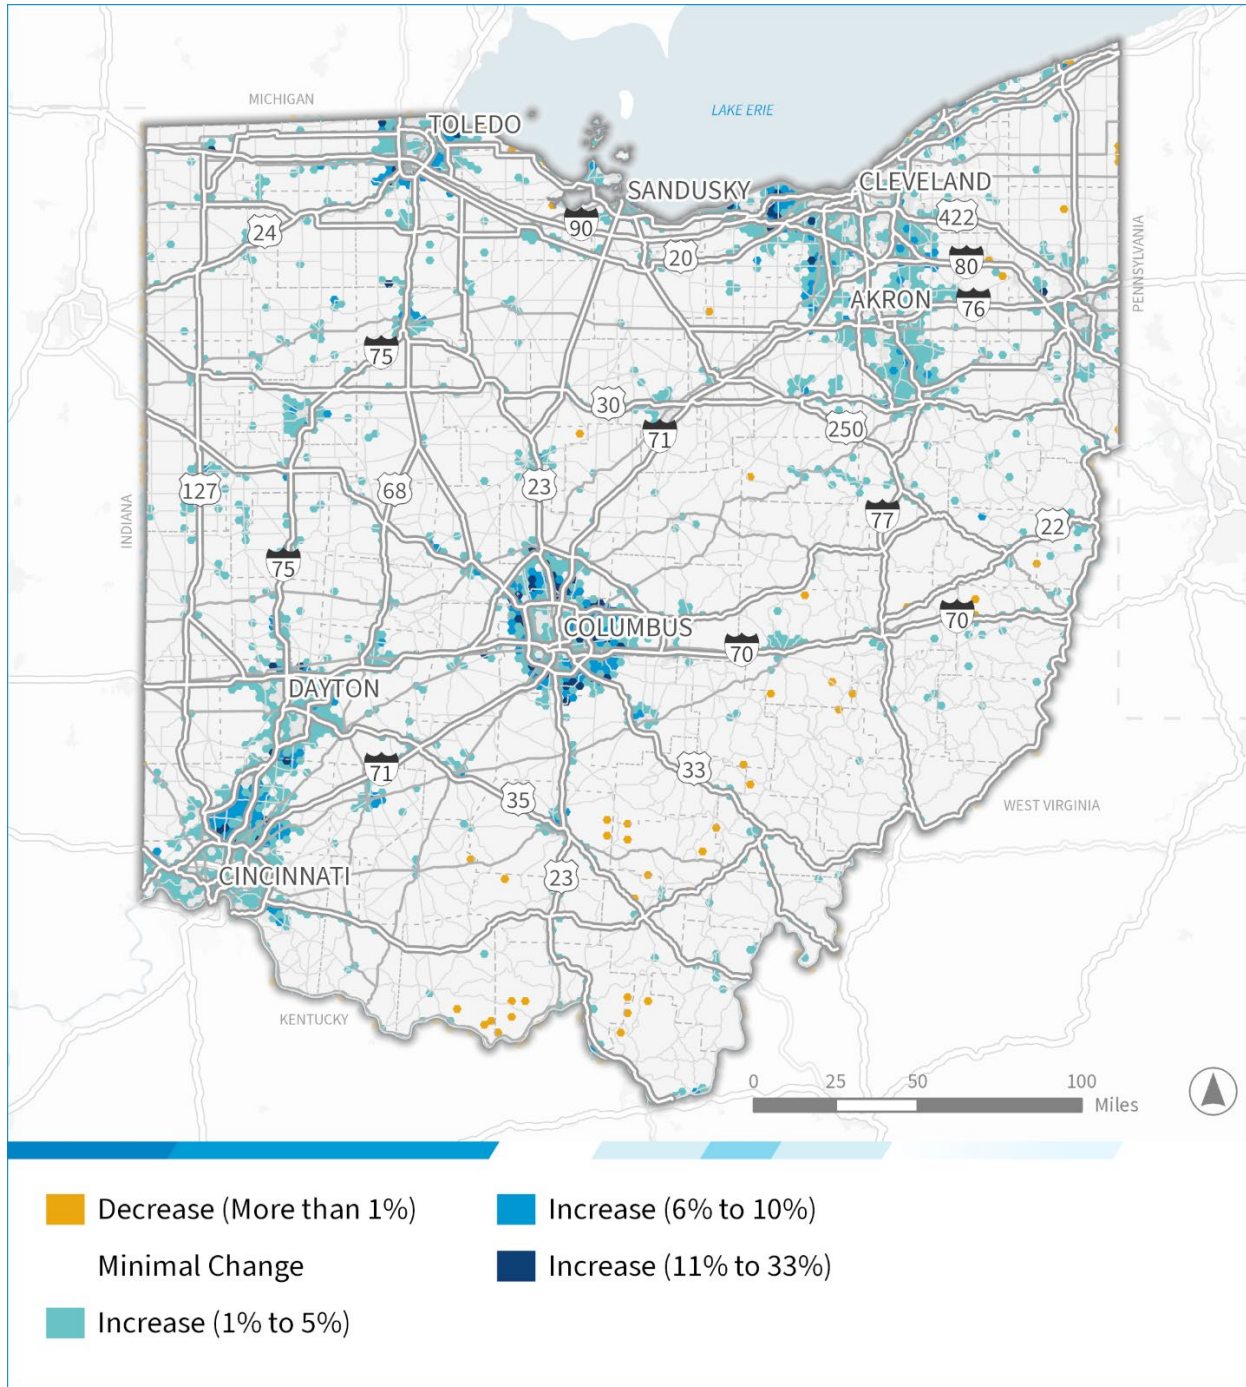 MICHIGAN
LAKE ERIE
TOLEDO
SANDUSKY
CLEVELAND
24
90
422
20
80
PENNSYLVANIA
AKRON
76
75
30
71
250
127
68
23
77
22
INDIANA
75
COLUMBUS
70
70
DAYTON
71
33
35
WEST VIRGINIA
CINCINNATI
23
KENTUCKY
0 25 50 100
Miles
Decrease (More than 1%)
Increase (6% to 10%)
Minimal Change
Increase (11% to 33%)
Increase (1% to 5%)